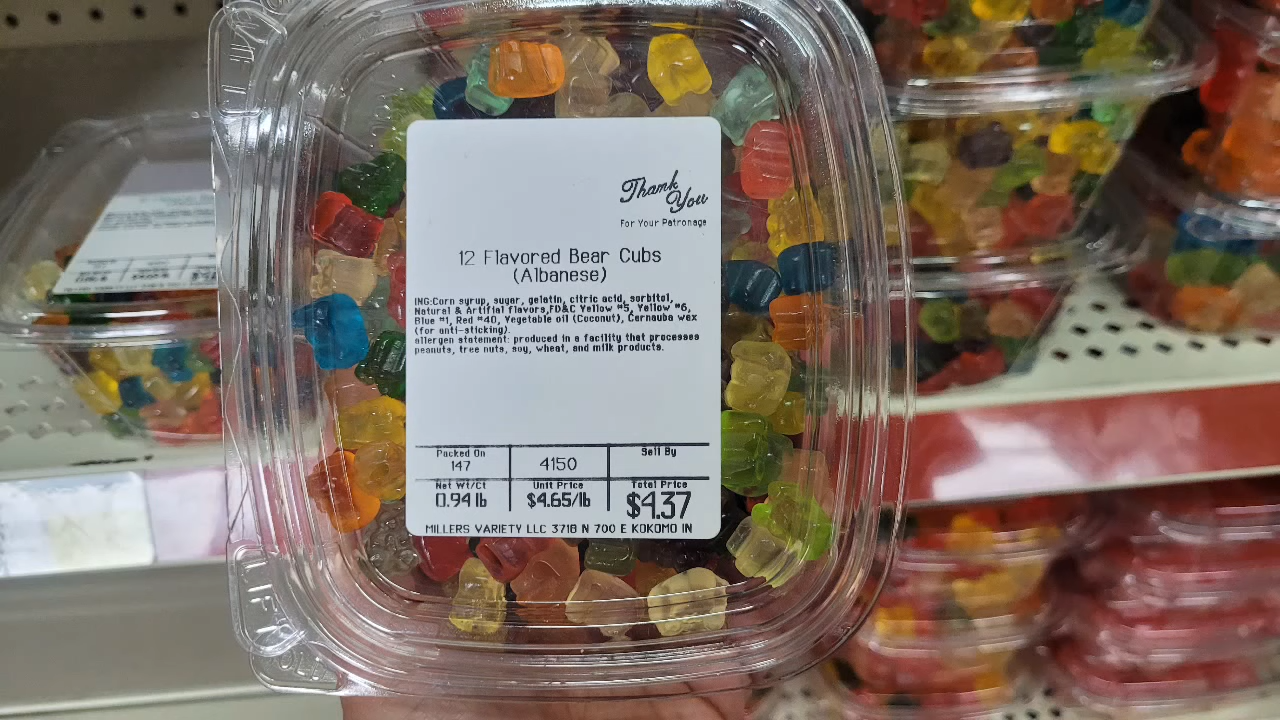 Thank
You
For Your Patronage
12 Flavored Bear Cubs
(Albanese)
ING:Corn syrup, sugar, gelatin, citric acid, sorbitol,
Natural & Artifial flavors,FD&C Yellow #5, Yellow #6,
Blue #1, Red #40, Vegetable oil (Coconut), Carnauba wax
(for anti-sticking).
allergen statement: produced in a facility that processes
peanuts, tree nuts, soy, wheat, and milk products.
Packed On
147
4150
Sell By
Net Wt/Ct
0.94 lb
Unit Price
$4.65/lb
Total Price
$4.37
MILLERS VARIETY LLC 3718 N 700 E KOKOMO IN
LIFT